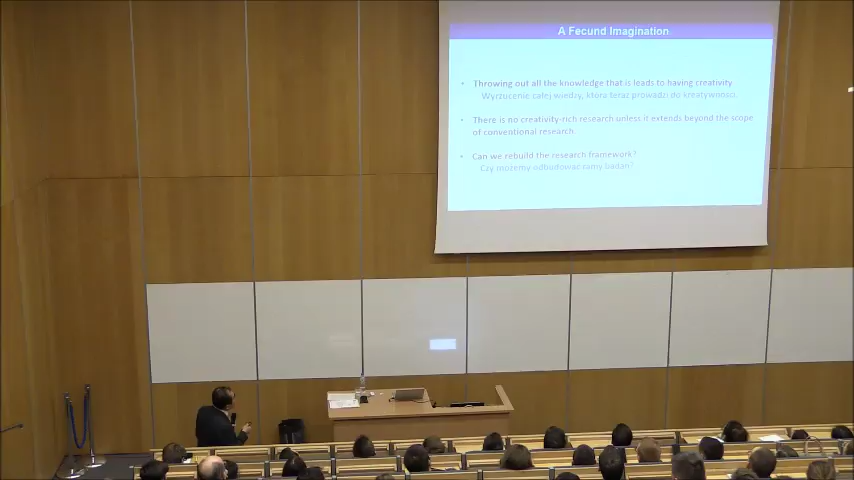 A Fecund Imagination
• Throwing out all the knowledge that is leads to having creativity
Wyrzucenie całej wiedzy, która teraz prowadzi do kreatywności.
• There is no creativity-rich research unless it extends beyond the scope
of conventional research.
• Can we rebuild the research framework?
Czy możemy odbudować ramy badań?